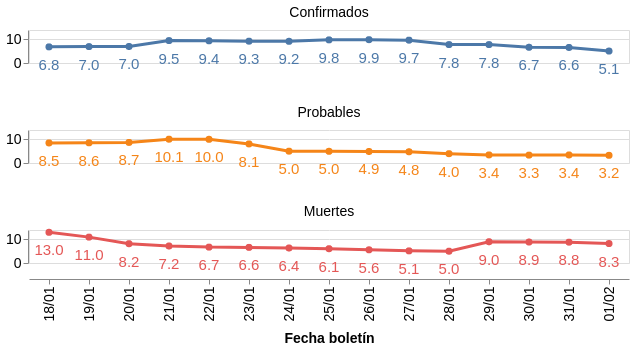 Confirmados
10
0
6.8 7.0 7.0 9.5 9.4 9.3 9.2 9.8 9.9 9.7 7.8 7.8 6.7 6.6 5.1
Probables
10
0
8.5 8.6 8.7 10.1 10.0 8.1 5.0 5.0 4.9 4.8 4.0 3.4 3.3 3.4 3.2
Muertes
10
0
13.0 11.0 8.2 7.2 6.7 6.6 6.4 6.1 5.6 5.1 5.0 9.0 8.9 8.8 8.3
18/01 19/01 20/01 21/01 22/01 23/01 24/01 25/01 26/01 27/01 28/01 29/01 30/01 31/01 01/02
Fecha boletín